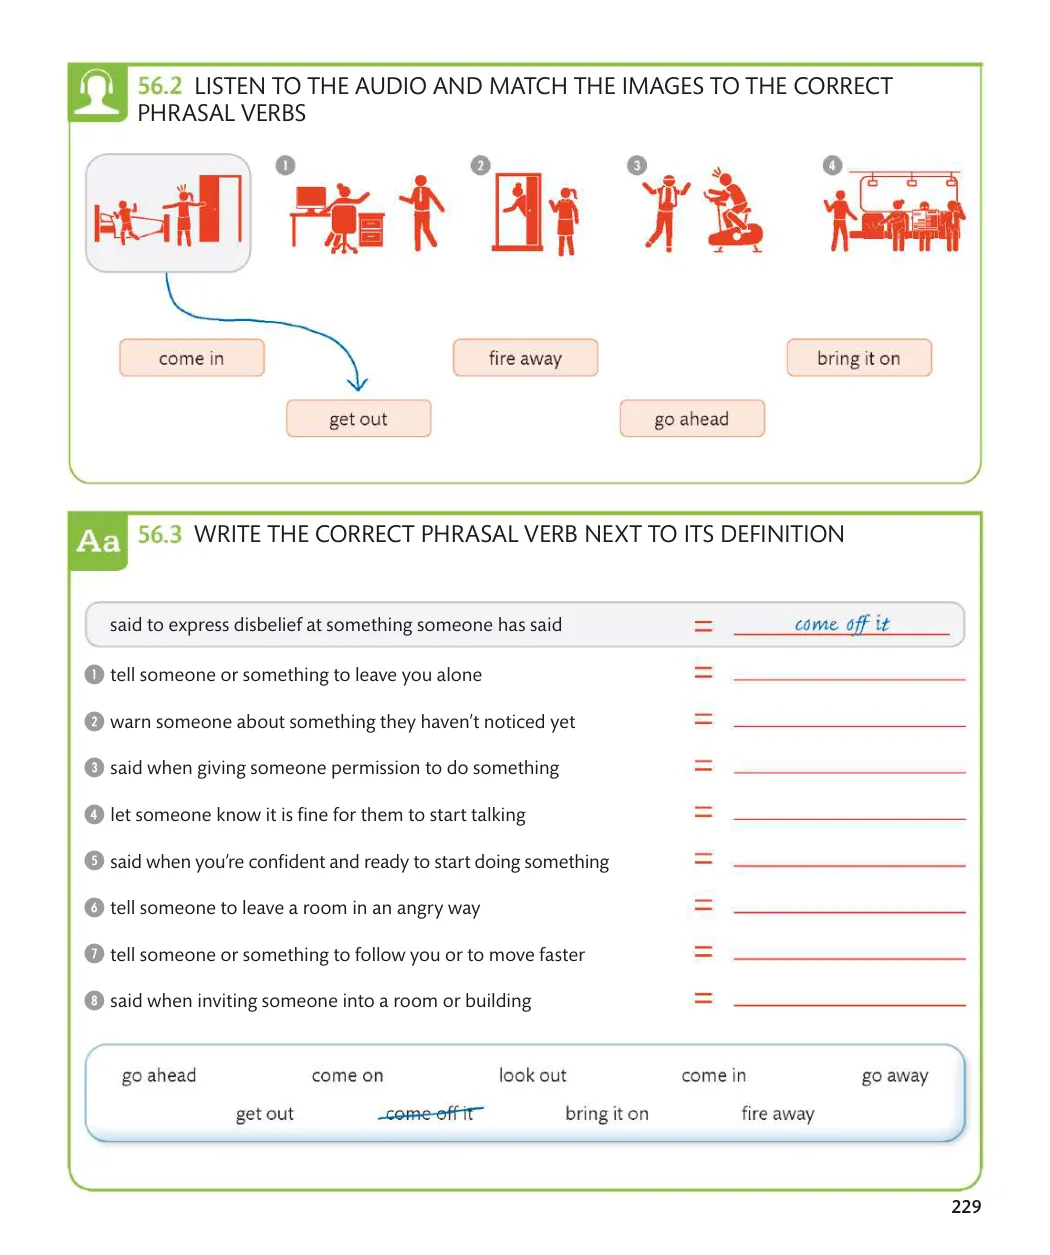 56.2 LISTEN TO THE AUDIO AND MATCH THE IMAGES TO THE CORRECT
PHRASAL VERBS
1
2
3
4
come in
fire away
bring it on
get out
go ahead
Aa
56.3 WRITE THE CORRECT PHRASAL VERB NEXT TO ITS DEFINITION
said to express disbelief at something someone has said = come off it
1 tell someone or something to leave you alone =
2 warn someone about something they haven't noticed yet =
3 said when giving someone permission to do something =
4 let someone know it is fine for them to start talking =
5 said when you're confident and ready to start doing something =
6 tell someone to leave a room in an angry way =
7 tell someone or something to follow you or to move faster =
8 said when inviting someone into a room or building =
go ahead come on look out come in go away
get out come off it bring it on fire away
229